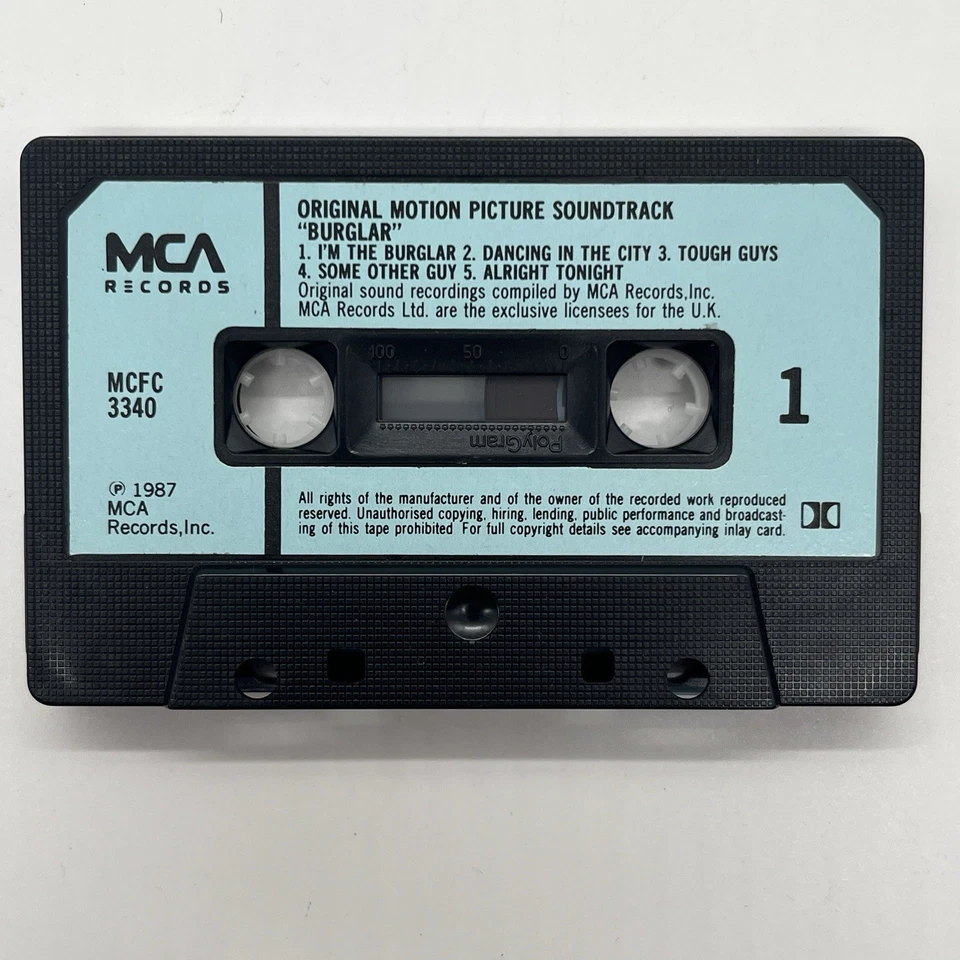 MCA
RECORDS
ORIGINAL MOTION PICTURE SOUNDTRACK
"BURGLAR"
1. I'M THE BURGLAR 2. DANCING IN THE CITY 3. TOUGH GUYS
4. SOME OTHER GUY 5. ALRIGHT TONIGHT
Original sound recordings compiled by MCA Records,Inc.
MCA Records Ltd. are the exclusive licensees for the U.K.
100 50 0
PolyGram
MCFC
3340
1
℗ 1987
MCA
Records,Inc.
All rights of the manufacturer and of the owner of the recorded work reproduced
reserved. Unauthorised copying, hiring, lending, public performance and broadcast-
ing of this tape prohibited For full copyright details see accompanying inlay card.